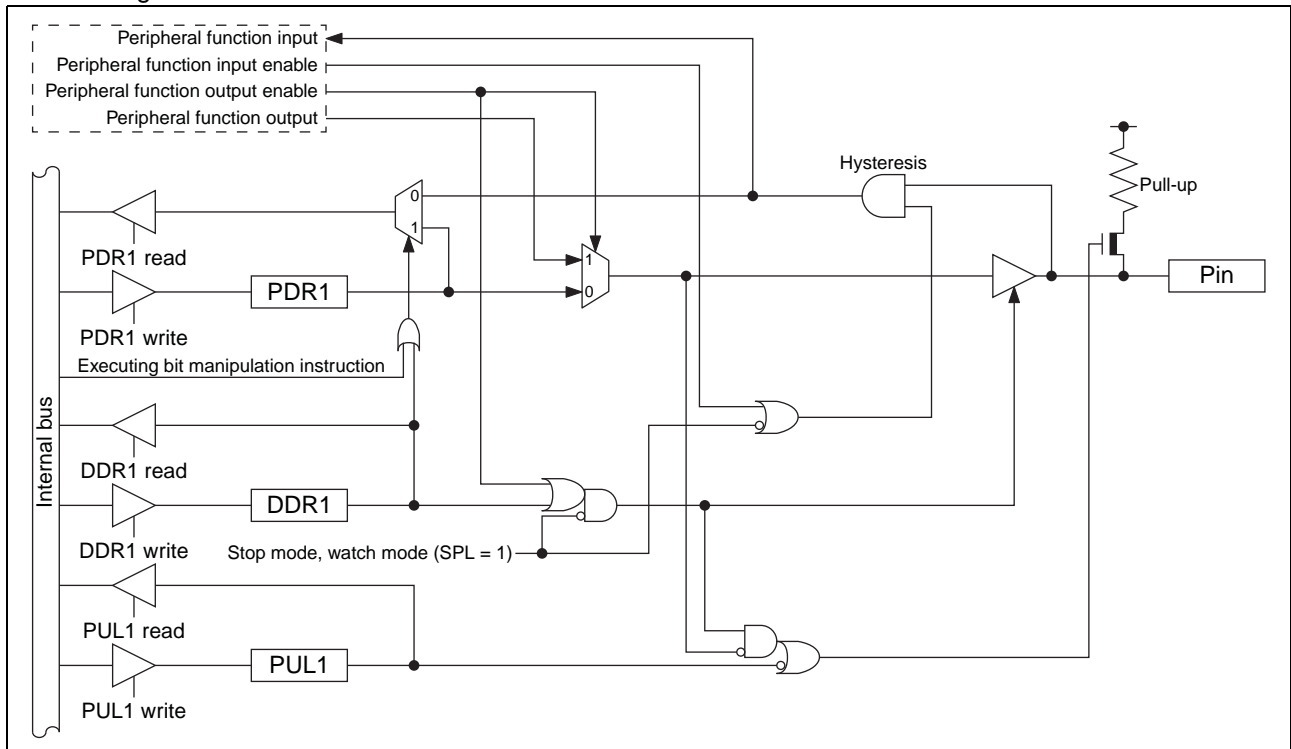 Peripheral function input
Peripheral function input enable
Peripheral function output enable
Peripheral function output
Hysteresis
Pull-up
0
1
PDR1 read
1
0
PDR1
Pin
PDR1 write
Executing bit manipulation instruction
Internal bus
DDR1 read
DDR1
DDR1 write
Stop mode, watch mode (SPL = 1)
PUL1 read
PUL1
PUL1 write